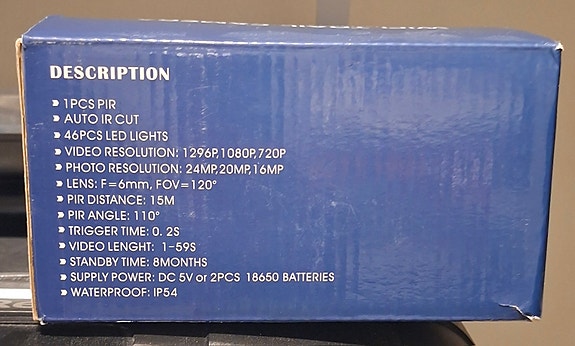 DESCRIPTION
1PCS PIR
AUTO IR CUT
46PCS LED LIGHTS
VIDEO RESOLUTION: 1296P,1080P,720P
PHOTO RESOLUTION: 24MP,20MP,16MP
LENS: F=6mm, FOV=120°
PIR DISTANCE: 15M
PIR ANGLE: 110°
TRIGGER TIME: 0. 2S
VIDEO LENGHT: 1-59S
STANDBY TIME: 8MONTHS
SUPPLY POWER: DC 5V or 2PCS 18650 BATTERIES
WATERPROOF: IP54